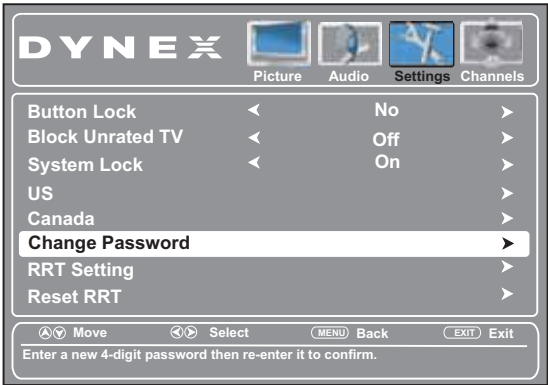 DYNEX
Picture Audio Settings Channels
Button Lock No
Block Unrated TV Off
System Lock On
US
Canada
Change Password
RRT Setting
Reset RRT
Move Select MENU Back EXIT Exit
Enter a new 4-digit password then re-enter it to confirm.